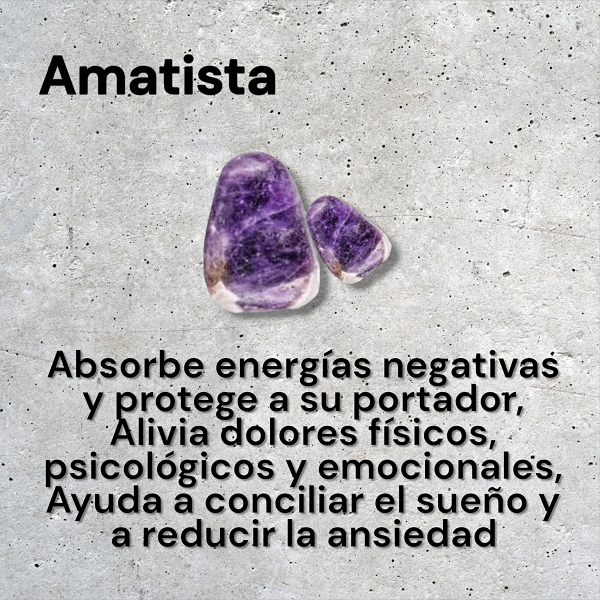 Amatista
Absorbe energías negativas
y protege a su portador,
Alivia dolores físicos,
psicológicos y emocionales,
Ayuda a conciliar el sueño y
a reducir la ansiedad